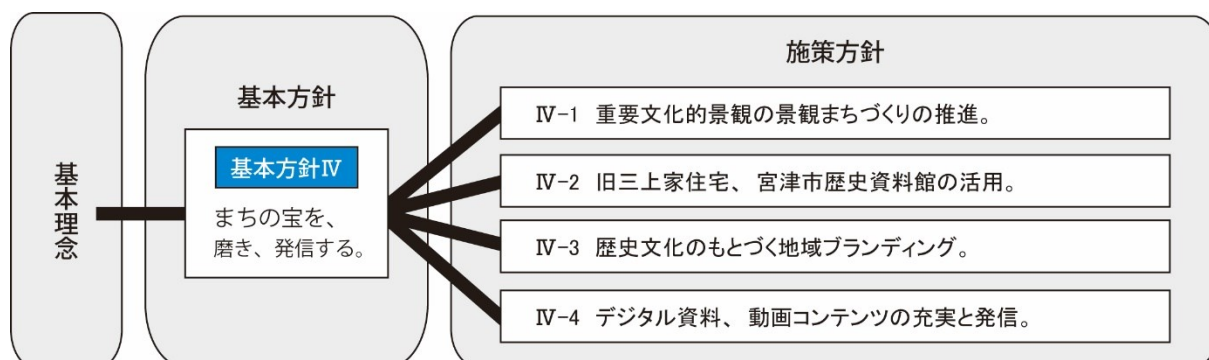 基本理念
基本方針
基本方針Ⅳ
まちの宝を、
磨き、発信する。
施策方針
Ⅳ-1 重要文化的景観の景観まちづくりの推進。
Ⅳ-2 旧三上家住宅、宮津市歴史資料館の活用。
Ⅳ-3 歴史文化のもとづく地域ブランディング。
Ⅳ-4 デジタル資料、動画コンテンツの充実と発信。